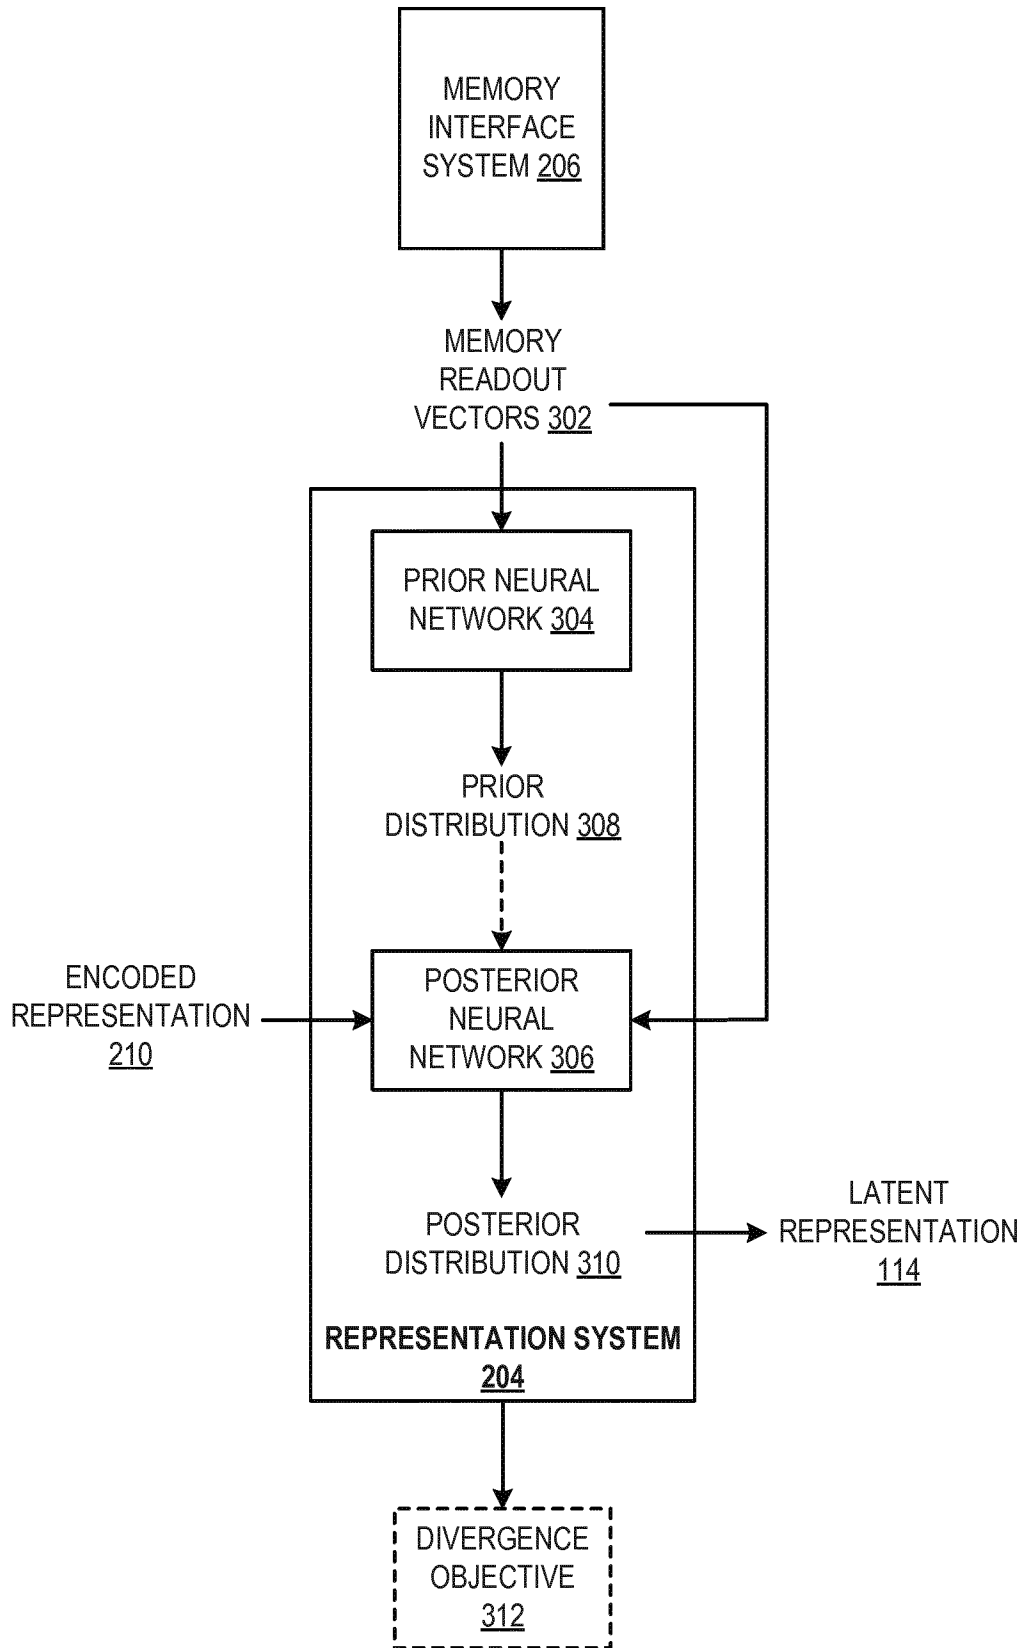 MEMORY
INTERFACE
SYSTEM 206
MEMORY
READOUT
VECTORS 302
PRIOR NEURAL
NETWORK 304
PRIOR
DISTRIBUTION 308
ENCODED
REPRESENTATION
210
POSTERIOR
NEURAL
NETWORK 306
POSTERIOR
DISTRIBUTION 310
LATENT
REPRESENTATION
114
REPRESENTATION SYSTEM
204
DIVERGENCE
OBJECTIVE
312